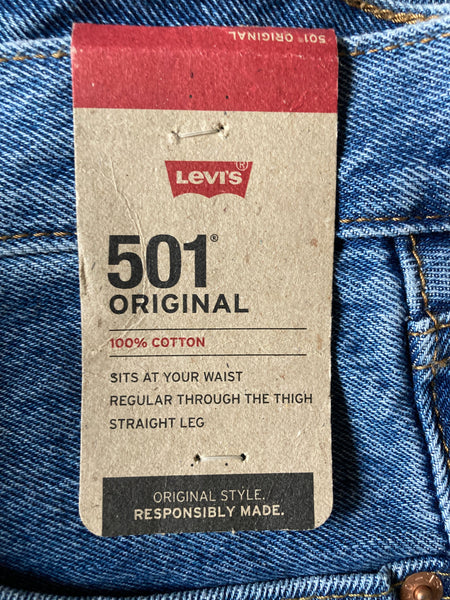 501® ORIGINAL
LEVI'S®
501®
ORIGINAL
100% COTTON
SITS AT YOUR WAIST
REGULAR THROUGH THE THIGH
STRAIGHT LEG
ORIGINAL STYLE.
RESPONSIBLY MADE.